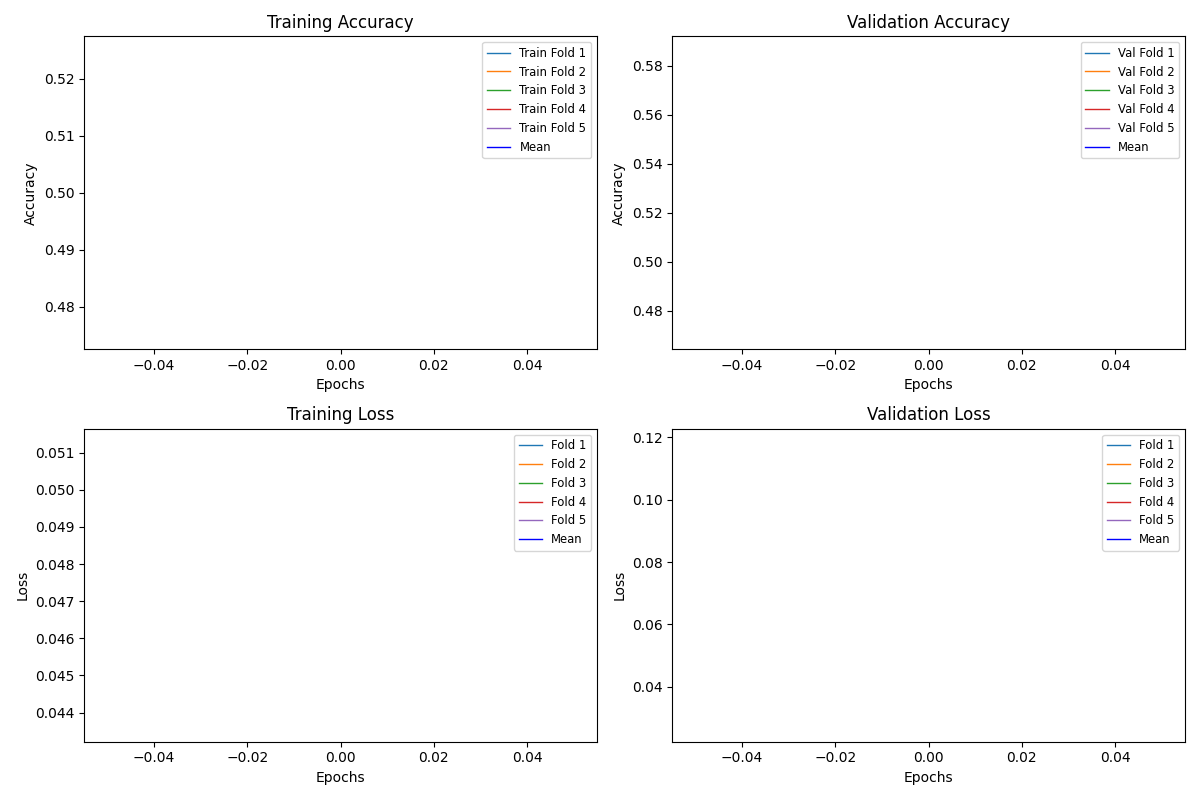 Training Accuracy
Accuracy
0.52
0.51
0.50
0.49
0.48
Train Fold 1
Train Fold 2
Train Fold 3
Train Fold 4
Train Fold 5
Mean
−0.04 −0.02 0.00 0.02 0.04
Epochs
Validation Accuracy
Accuracy
0.58
0.56
0.54
0.52
0.50
0.48
Val Fold 1
Val Fold 2
Val Fold 3
Val Fold 4
Val Fold 5
Mean
−0.04 −0.02 0.00 0.02 0.04
Epochs
Training Loss
Loss
0.051
0.050
0.049
0.048
0.047
0.046
0.045
0.044
Fold 1
Fold 2
Fold 3
Fold 4
Fold 5
Mean
−0.04 −0.02 0.00 0.02 0.04
Epochs
Validation Loss
Loss
0.12
0.10
0.08
0.06
0.04
Fold 1
Fold 2
Fold 3
Fold 4
Fold 5
Mean
−0.04 −0.02 0.00 0.02 0.04
Epochs